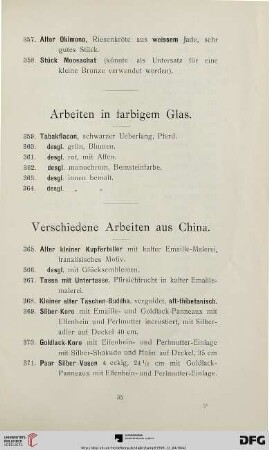 357. Alter Okimono, Riesenkröte aus weissem Jade, sehr
gutes Stück.
358. Stück Moosachat (könnte als Untersatz für eine
kleine Bronze verwendet werden).
Arbeiten in farbigem Glas.
359. Tabakflacon, schwarzer Ueberfang, Pferd.
360. desgl. grün, Blumen.
361. desgl. rot, mit Affen.
362. desgl. monochrom, Bernsteinfarbe.
363. desgl. innen bemalt.
364. desgl. „ „
Verschiedene Arbeiten aus China.
365. Alter kleiner Kupferteller mit kalter Emaille-Malerei,
französisches Motiv.
366. desgl. mit Glücksemblemen.
367. Tasse mit Untertasse, Pfirsichfrucht in kalter Emaille-
malerei.
368. Kleiner alter Taschen-Buddha, vergoldet, alt-thibetanisch.
369. Silber-Koro mit Emaille- und Goldlack-Panneaux mit
Elfenbein und Perlmutter incrustiert, mit Silber-
adler auf Deckel, 40 cm
370. Goldlack-Koro mit Elfenbein- und Perlmutter-Einlage
mit Silber-Shakudo und Hahn auf Deckel, 35 cm
371. Paar Silber-Vasen 4 eckig, 24½ cm mit Goldlack-
Panneaux mit Elfenbein- und Perlmutter-Einlage.
35
UNIVERSITÄTS-
BIBLIOTHEK
HEIDELBERG
DFG